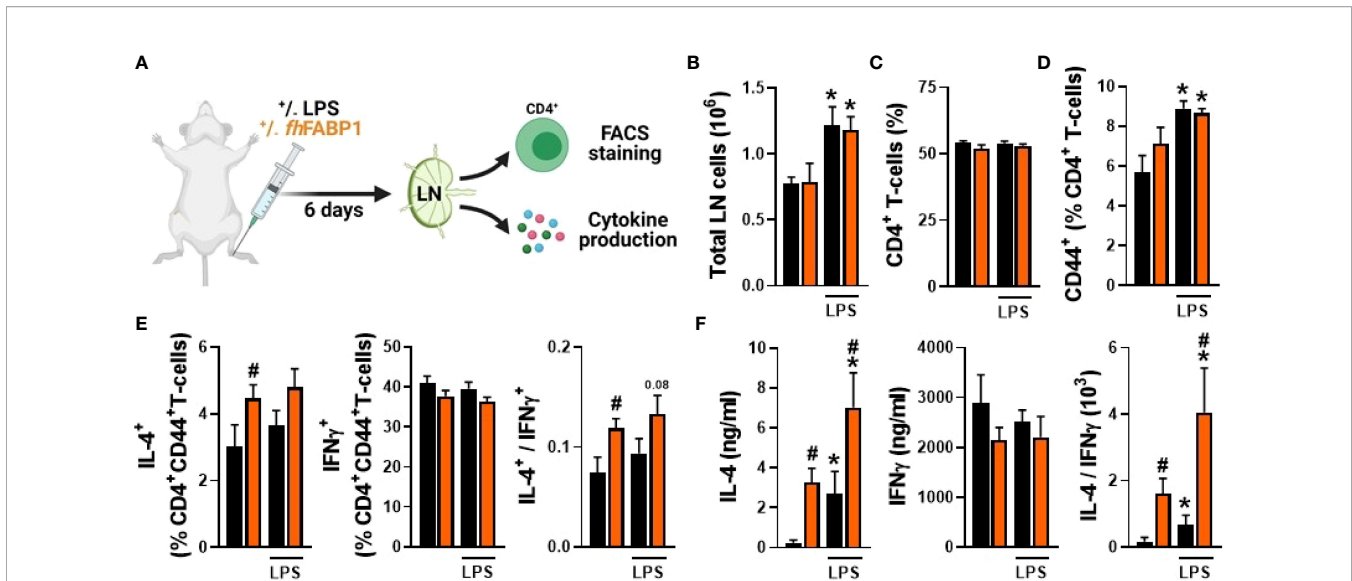 A
+/. LPS
+/. fhFABP1
6 days
LN
CD4+
FACS
staining
Cytokine
production
B
Total LN cells (10^6)
1.5
1.0
0.5
0.0
* *
LPS
C
CD4+ T-cells (%)
75
50
25
0
LPS
D
CD44+ (% CD4+ T-cells)
10
8
6
4
2
0
* *
LPS
E
IL-4+
(% CD4+CD44+T-cells)
6
4
2
0
#
LPS
IFNγ+
(% CD4+CD44+T-cells)
50
40
30
20
10
0
LPS
IL-4+ / IFNγ+
0.2
0.1
0.0
#
0.08
LPS
F
IL-4 (ng/ml)
10
8
6
4
2
0
#
*
#
*
LPS
IFNγ (ng/ml)
4000
3000
2000
1000
0
LPS
IL-4 / IFNγ (10^3)
6
4
2
0
#
*
#
*
LPS